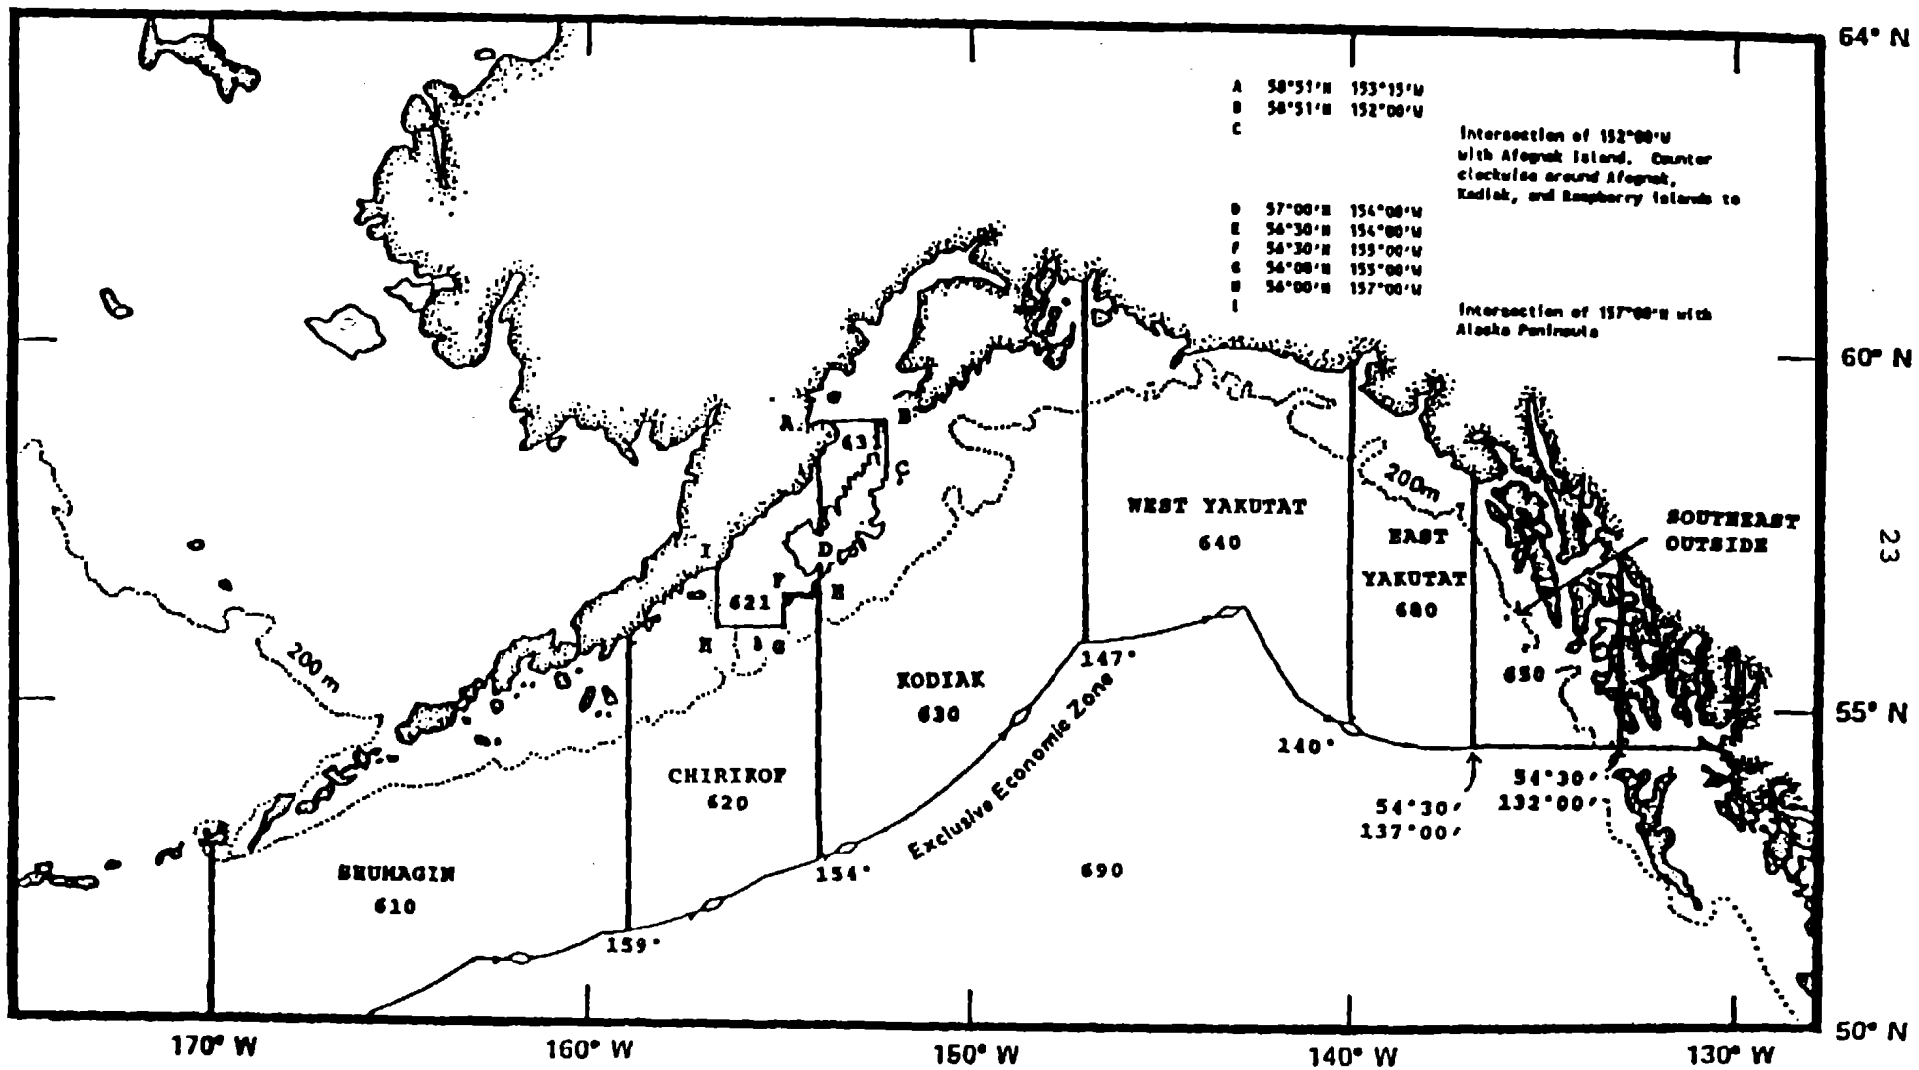 64° N
A 58°51'N 153°15'W
B 58°51'N 152°00'W
C
Intersection of 152°00'W
with Afognak Island. Counter
clockwise around Afognak,
Kodiak, and Raspberry Islands to
D 57°00'N 154°00'W
E 56°30'N 154°00'W
F 56°30'N 155°00'W
G 56°00'N 155°00'W
H 56°00'N 157°00'W
I
Intersection of 157°00'W with
Alaska Peninsula
60° N
A
B
631
C
200m
WEST YAKUTAT
640
EAST
YAKUTAT
680
SOUTHEAST
OUTSIDE
23
I
D
F
E
621
H
G
200 m
650
KODIAK
630
147°
55° N
140°
CHIRIKOF
620
Exclusive Economic Zone
54°30'
137°00'
54°30'
132°00'
SHUMAGIN
610
154°
690
159°
50° N
170° W
160° W
150° W
140° W
130° W